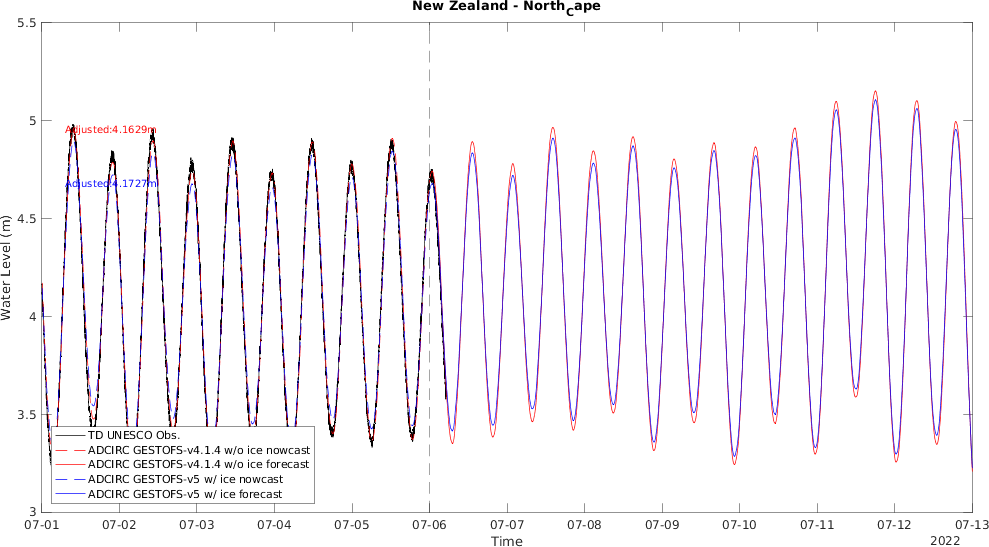 New Zealand - NorthCape
5.5
5
4.5
4
3.5
3
Water Level (m)
Adjusted:4.1629m
Adjusted:4.1727m
TD UNESCO Obs.
ADCIRC GESTOFS-v4.1.4 w/o ice nowcast
ADCIRC GESTOFS-v4.1.4 w/o ice forecast
ADCIRC GESTOFS-v5 w/ ice nowcast
ADCIRC GESTOFS-v5 w/ ice forecast
07-01 07-02 07-03 07-04 07-05 07-06 07-07 07-08 07-09 07-10 07-11 07-12 07-13
Time
2022